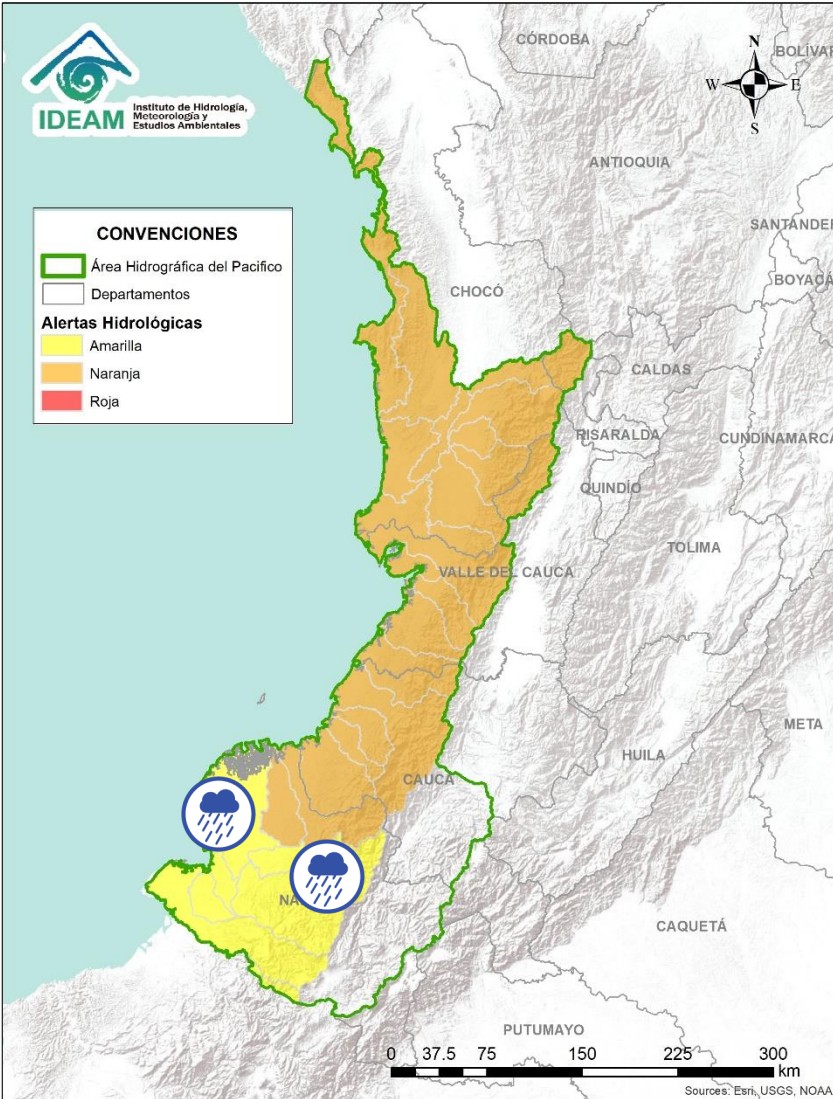 IDEAM
Instituto de Hidrología,
Meteorología y
Estudios Ambientales
CÓRDOBA
BOLÍVAR
N
W
E
S
ANTIOQUIA
SANTANDER
BOYACÁ
CONVENCIONES
Área Hidrográfica del Pacifico
Departamentos
Alertas Hidrológicas
Amarilla
Naranja
Roja
CHOCÓ
CALDAS
RISARALDA
CUNDINAMARCA
QUINDÍO
TOLIMA
VALLE DEL CAUCA
META
HUILA
CAUCA
NA
CAQUETÁ
PUTUMAYO
0 37.5 75 150 225 300
km
Sources: Esri, USGS, NOAA